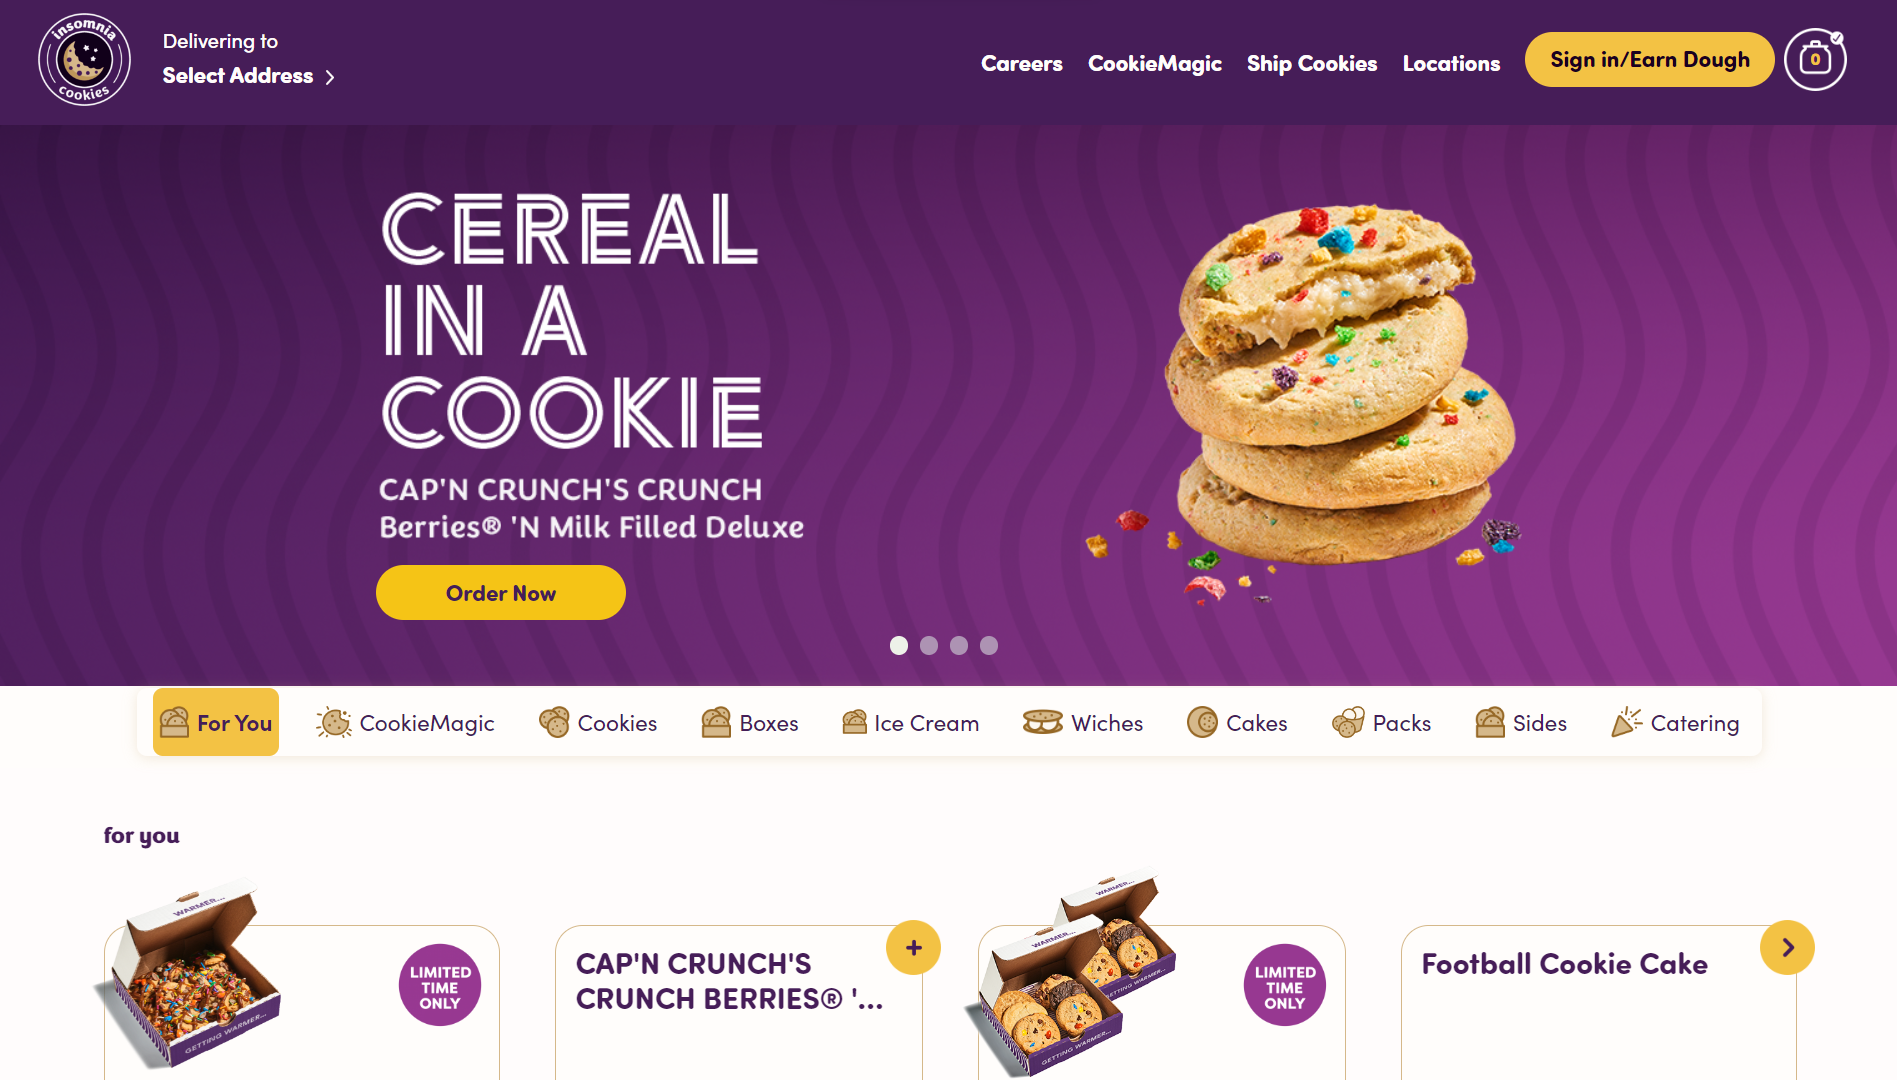 insomnia
cookies
Delivering to
Select Address
Careers
CookieMagic
Ship Cookies
Locations
Sign in/Earn Dough
0
CEREAL
IN A
COOKIE
CAP'N CRUNCH'S CRUNCH
Berries® 'N Milk Filled Deluxe
Order Now
For You
CookieMagic
Cookies
Boxes
Ice Cream
Wiches
Cakes
Packs
Sides
Catering
for you
WARMER...
GETTING WARMER...
LIMITED
TIME
ONLY
CAP'N CRUNCH'S
CRUNCH BERRIES® '...
WARMER...
GETTING WARMER...
WARMER...
GETTING WARMER...
LIMITED
TIME
ONLY
Football Cookie Cake